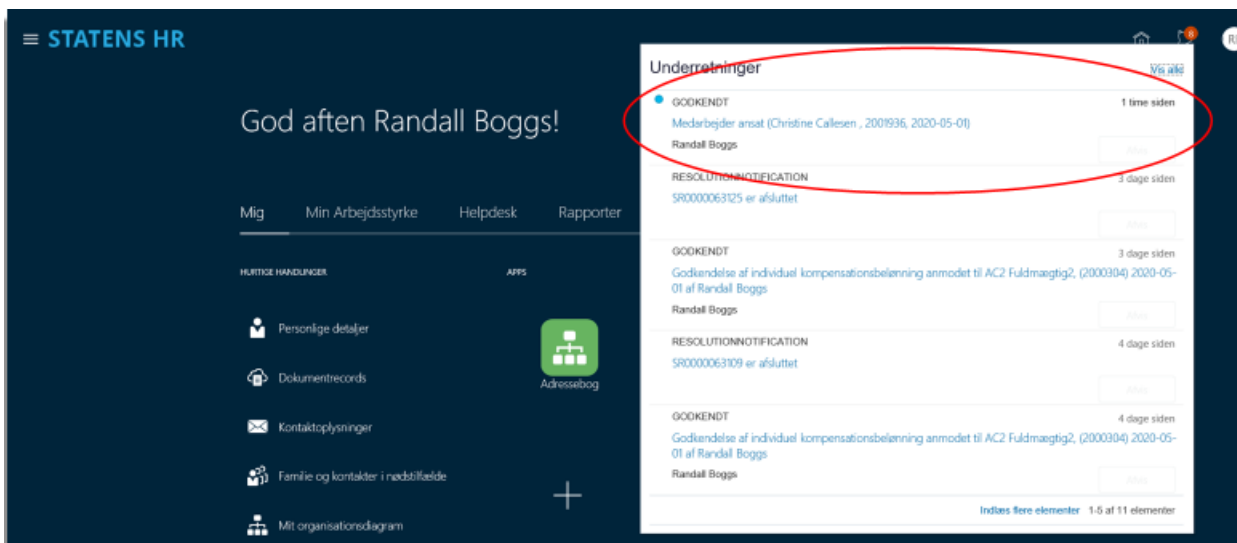 STATENS HR
8
God aften Randall Boggs!
Mig Min Arbejdsstyrke Helpdesk Rapporter
HURTIGE HANDLINGER APPS
Personlige detaljer
Dokumentrecords
Kontaktoplysninger
Familie og kontakter i nødstilfælde
Mit organisationsdiagram
Adressebog
Underretninger Vis alle
GODKENDT 1 time siden
Medarbejder ansat (Christine Callesen , 2001936, 2020-05-01)
Randall Boggs
RESOLUTIONNOTIFICATION 3 dage siden
SR0000063125 er afsluttet
GODKENDT 3 dage siden
Godkendelse af individuel kompensationsbelønning anmodet til AC2 Fuldmægtig2, (2000304) 2020-05-
01 af Randall Boggs
Randall Boggs
RESOLUTIONNOTIFICATION 4 dage siden
SR0000063109 er afsluttet
GODKENDT 4 dage siden
Godkendelse af individuel kompensationsbelønning anmodet til AC2 Fuldmægtig2, (2000304) 2020-05-
01 af Randall Boggs
Randall Boggs
Indlæs flere elementer 1-5 af 11 elementer